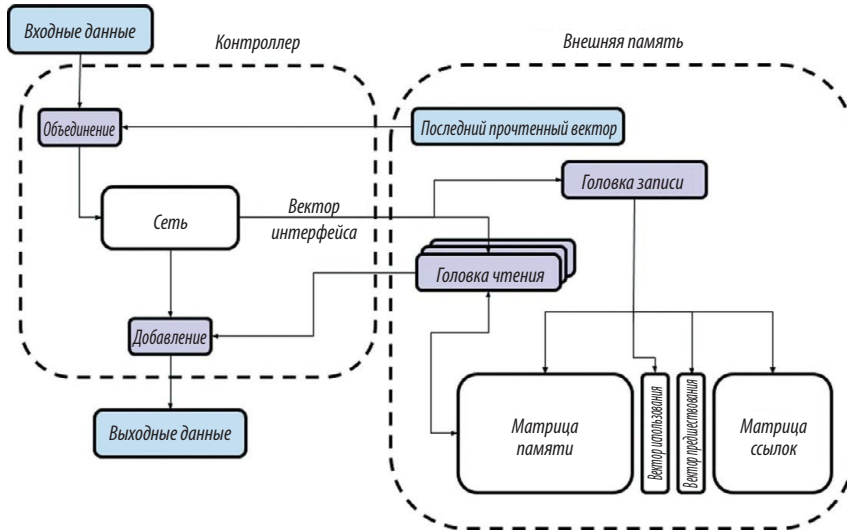 Входные данные
Контроллер
Внешняя память
Объединение
Последний прочтенный вектор
Головка записи
Сеть
Вектор
интерфейса
Головка чтения
Добавление
Выходные данные
Матрица
памяти
Вектор использования
Вектор предшествования
Матрица
ссылок